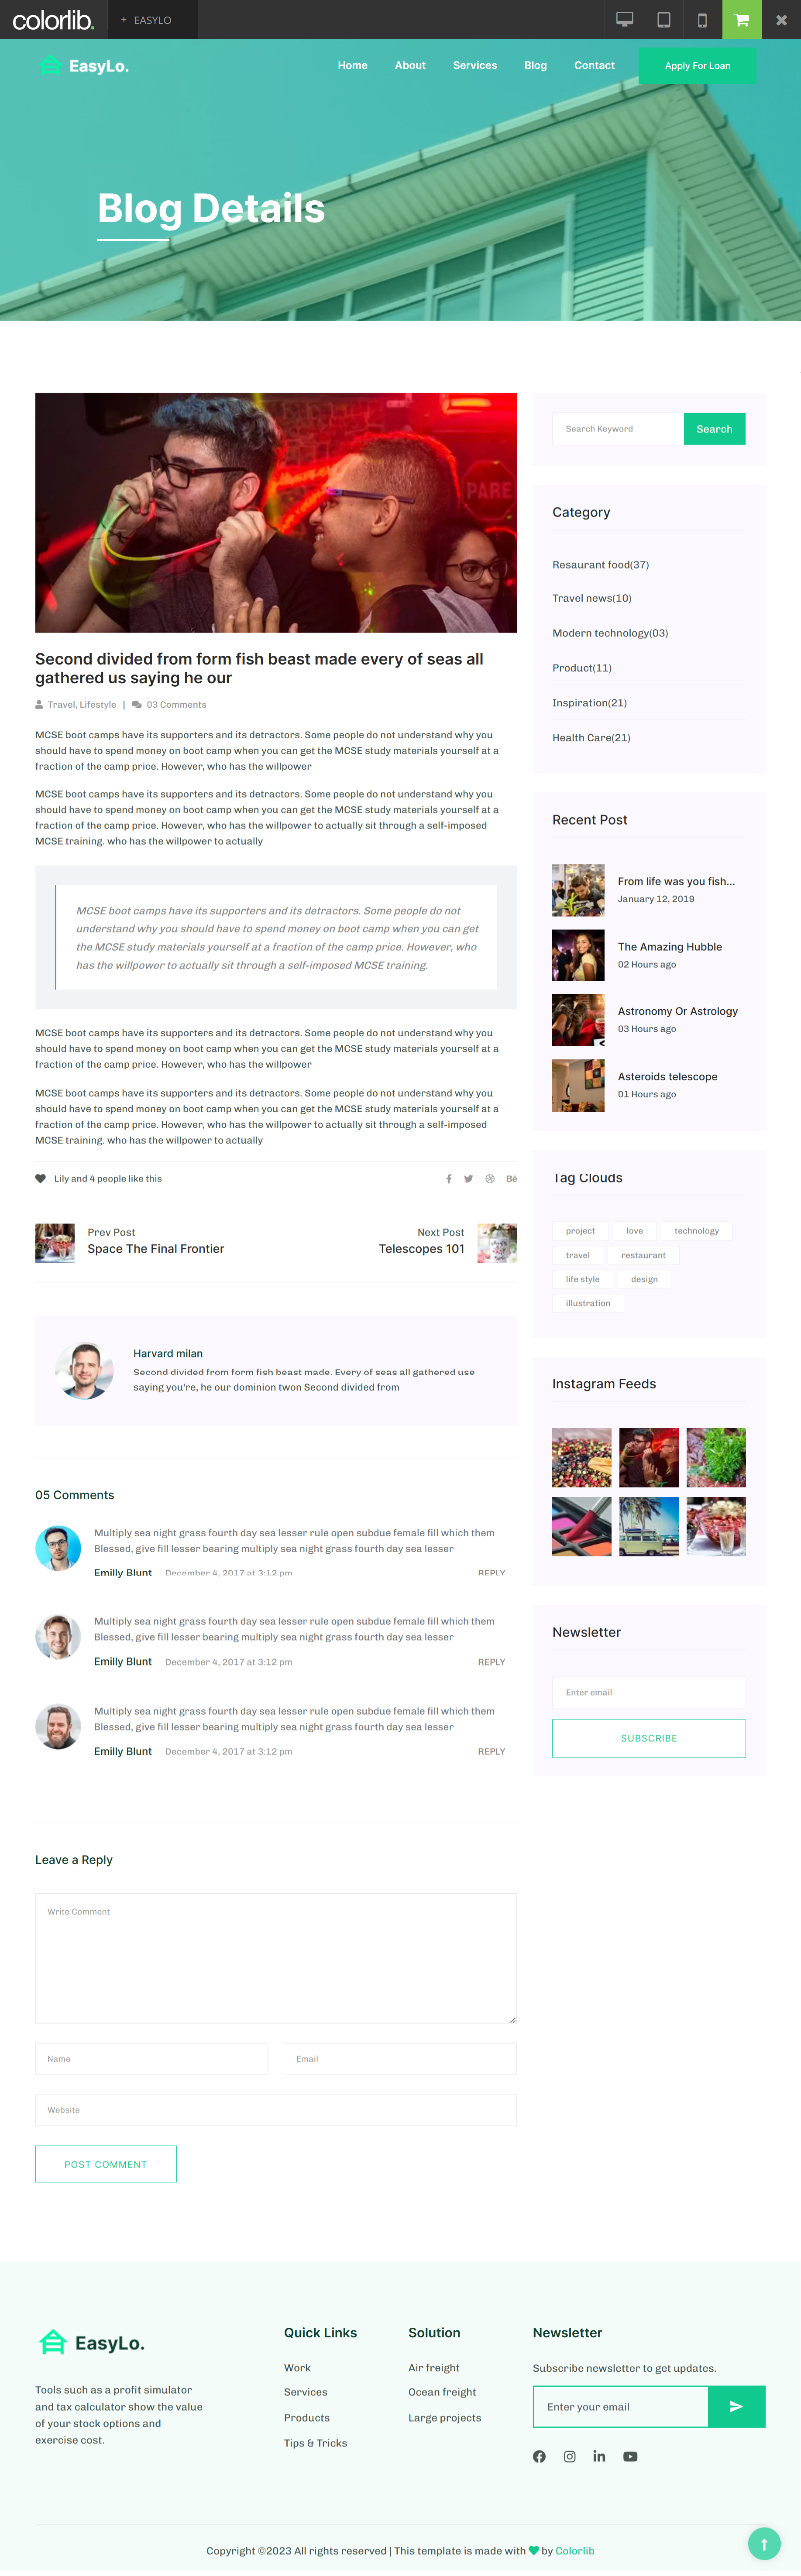 colorlib.
+ EASYLO
EasyLo.
Home
About
Services
Blog
Contact
Apply For Loan
Blog Details
PARE
Second divided from form fish beast made every of seas all
gathered us saying he our
Travel, Lifestyle | 03 Comments
MCSE boot camps have its supporters and its detractors. Some people do not understand why you
should have to spend money on boot camp when you can get the MCSE study materials yourself at a
fraction of the camp price. However, who has the willpower
MCSE boot camps have its supporters and its detractors. Some people do not understand why you
should have to spend money on boot camp when you can get the MCSE study materials yourself at a
fraction of the camp price. However, who has the willpower to actually sit through a self-imposed
MCSE training. who has the willpower to actually
MCSE boot camps have its supporters and its detractors. Some people do not
understand why you should have to spend money on boot camp when you can get
the MCSE study materials yourself at a fraction of the camp price. However, who
has the willpower to actually sit through a self-imposed MCSE training.
MCSE boot camps have its supporters and its detractors. Some people do not understand why you
should have to spend money on boot camp when you can get the MCSE study materials yourself at a
fraction of the camp price. However, who has the willpower
MCSE boot camps have its supporters and its detractors. Some people do not understand why you
should have to spend money on boot camp when you can get the MCSE study materials yourself at a
fraction of the camp price. However, who has the willpower to actually sit through a self-imposed
MCSE training. who has the willpower to actually
Lily and 4 people like this
Bē
Prev Post
Space The Final Frontier
Next Post
Telescopes 101
Harvard milan
Second divided from form fish beast made. Every of seas all gathered use
saying you're, he our dominion twon Second divided from
05 Comments
Multiply sea night grass fourth day sea lesser rule open subdue female fill which them
Blessed, give fill lesser bearing multiply sea night grass fourth day sea lesser
Emilly Blunt December 4, 2017 at 3:12 pm REPLY
Multiply sea night grass fourth day sea lesser rule open subdue female fill which them
Blessed, give fill lesser bearing multiply sea night grass fourth day sea lesser
Emilly Blunt December 4, 2017 at 3:12 pm REPLY
Multiply sea night grass fourth day sea lesser rule open subdue female fill which them
Blessed, give fill lesser bearing multiply sea night grass fourth day sea lesser
Emilly Blunt December 4, 2017 at 3:12 pm REPLY
Leave a Reply
Write Comment
Name
Email
Website
POST COMMENT
Search Keyword
Search
Category
Resaurant food(37)
Travel news(10)
Modern technology(03)
Product(11)
Inspiration(21)
Health Care(21)
Recent Post
From life was you fish...
January 12, 2019
The Amazing Hubble
02 Hours ago
Astronomy Or Astrology
03 Hours ago
Asteroids telescope
01 Hours ago
Tag Clouds
project
love
technology
travel
restaurant
life style
design
illustration
Instagram Feeds
Newsletter
Enter email
SUBSCRIBE
EasyLo.
Tools such as a profit simulator
and tax calculator show the value
of your stock options and
exercise cost.
Quick Links
Work
Services
Products
Tips & Tricks
Solution
Air freight
Ocean freight
Large projects
Newsletter
Subscribe newsletter to get updates.
Enter your email
Copyright ©2023 All rights reserved | This template is made with by Colorlib